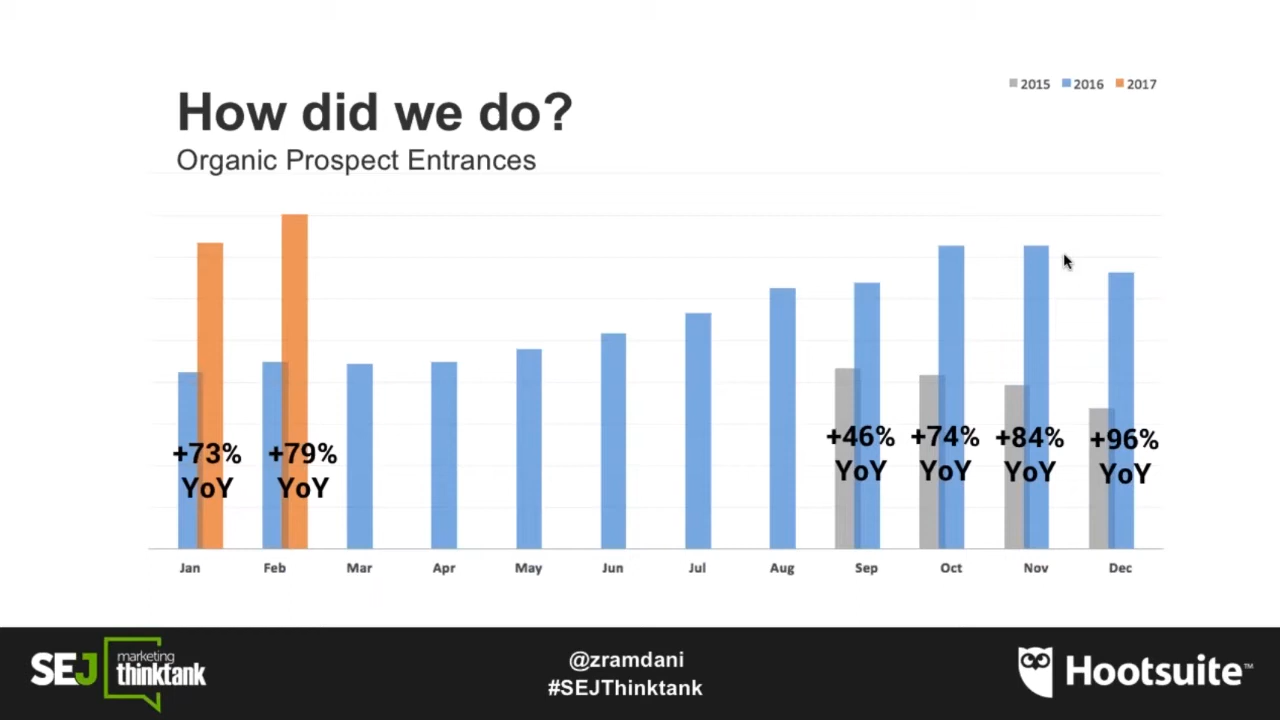 2015 2016 2017
How did we do?
Organic Prospect Entrances
+73%
YoY
+79%
YoY
+46%
YoY
+74%
YoY
+84%
YoY
+96%
YoY
Jan Feb Mar Apr May Jun Jul Aug Sep Oct Nov Dec
SEJ
marketing
thinktank
@zramdani
#SEJThinktank
Hootsuite™